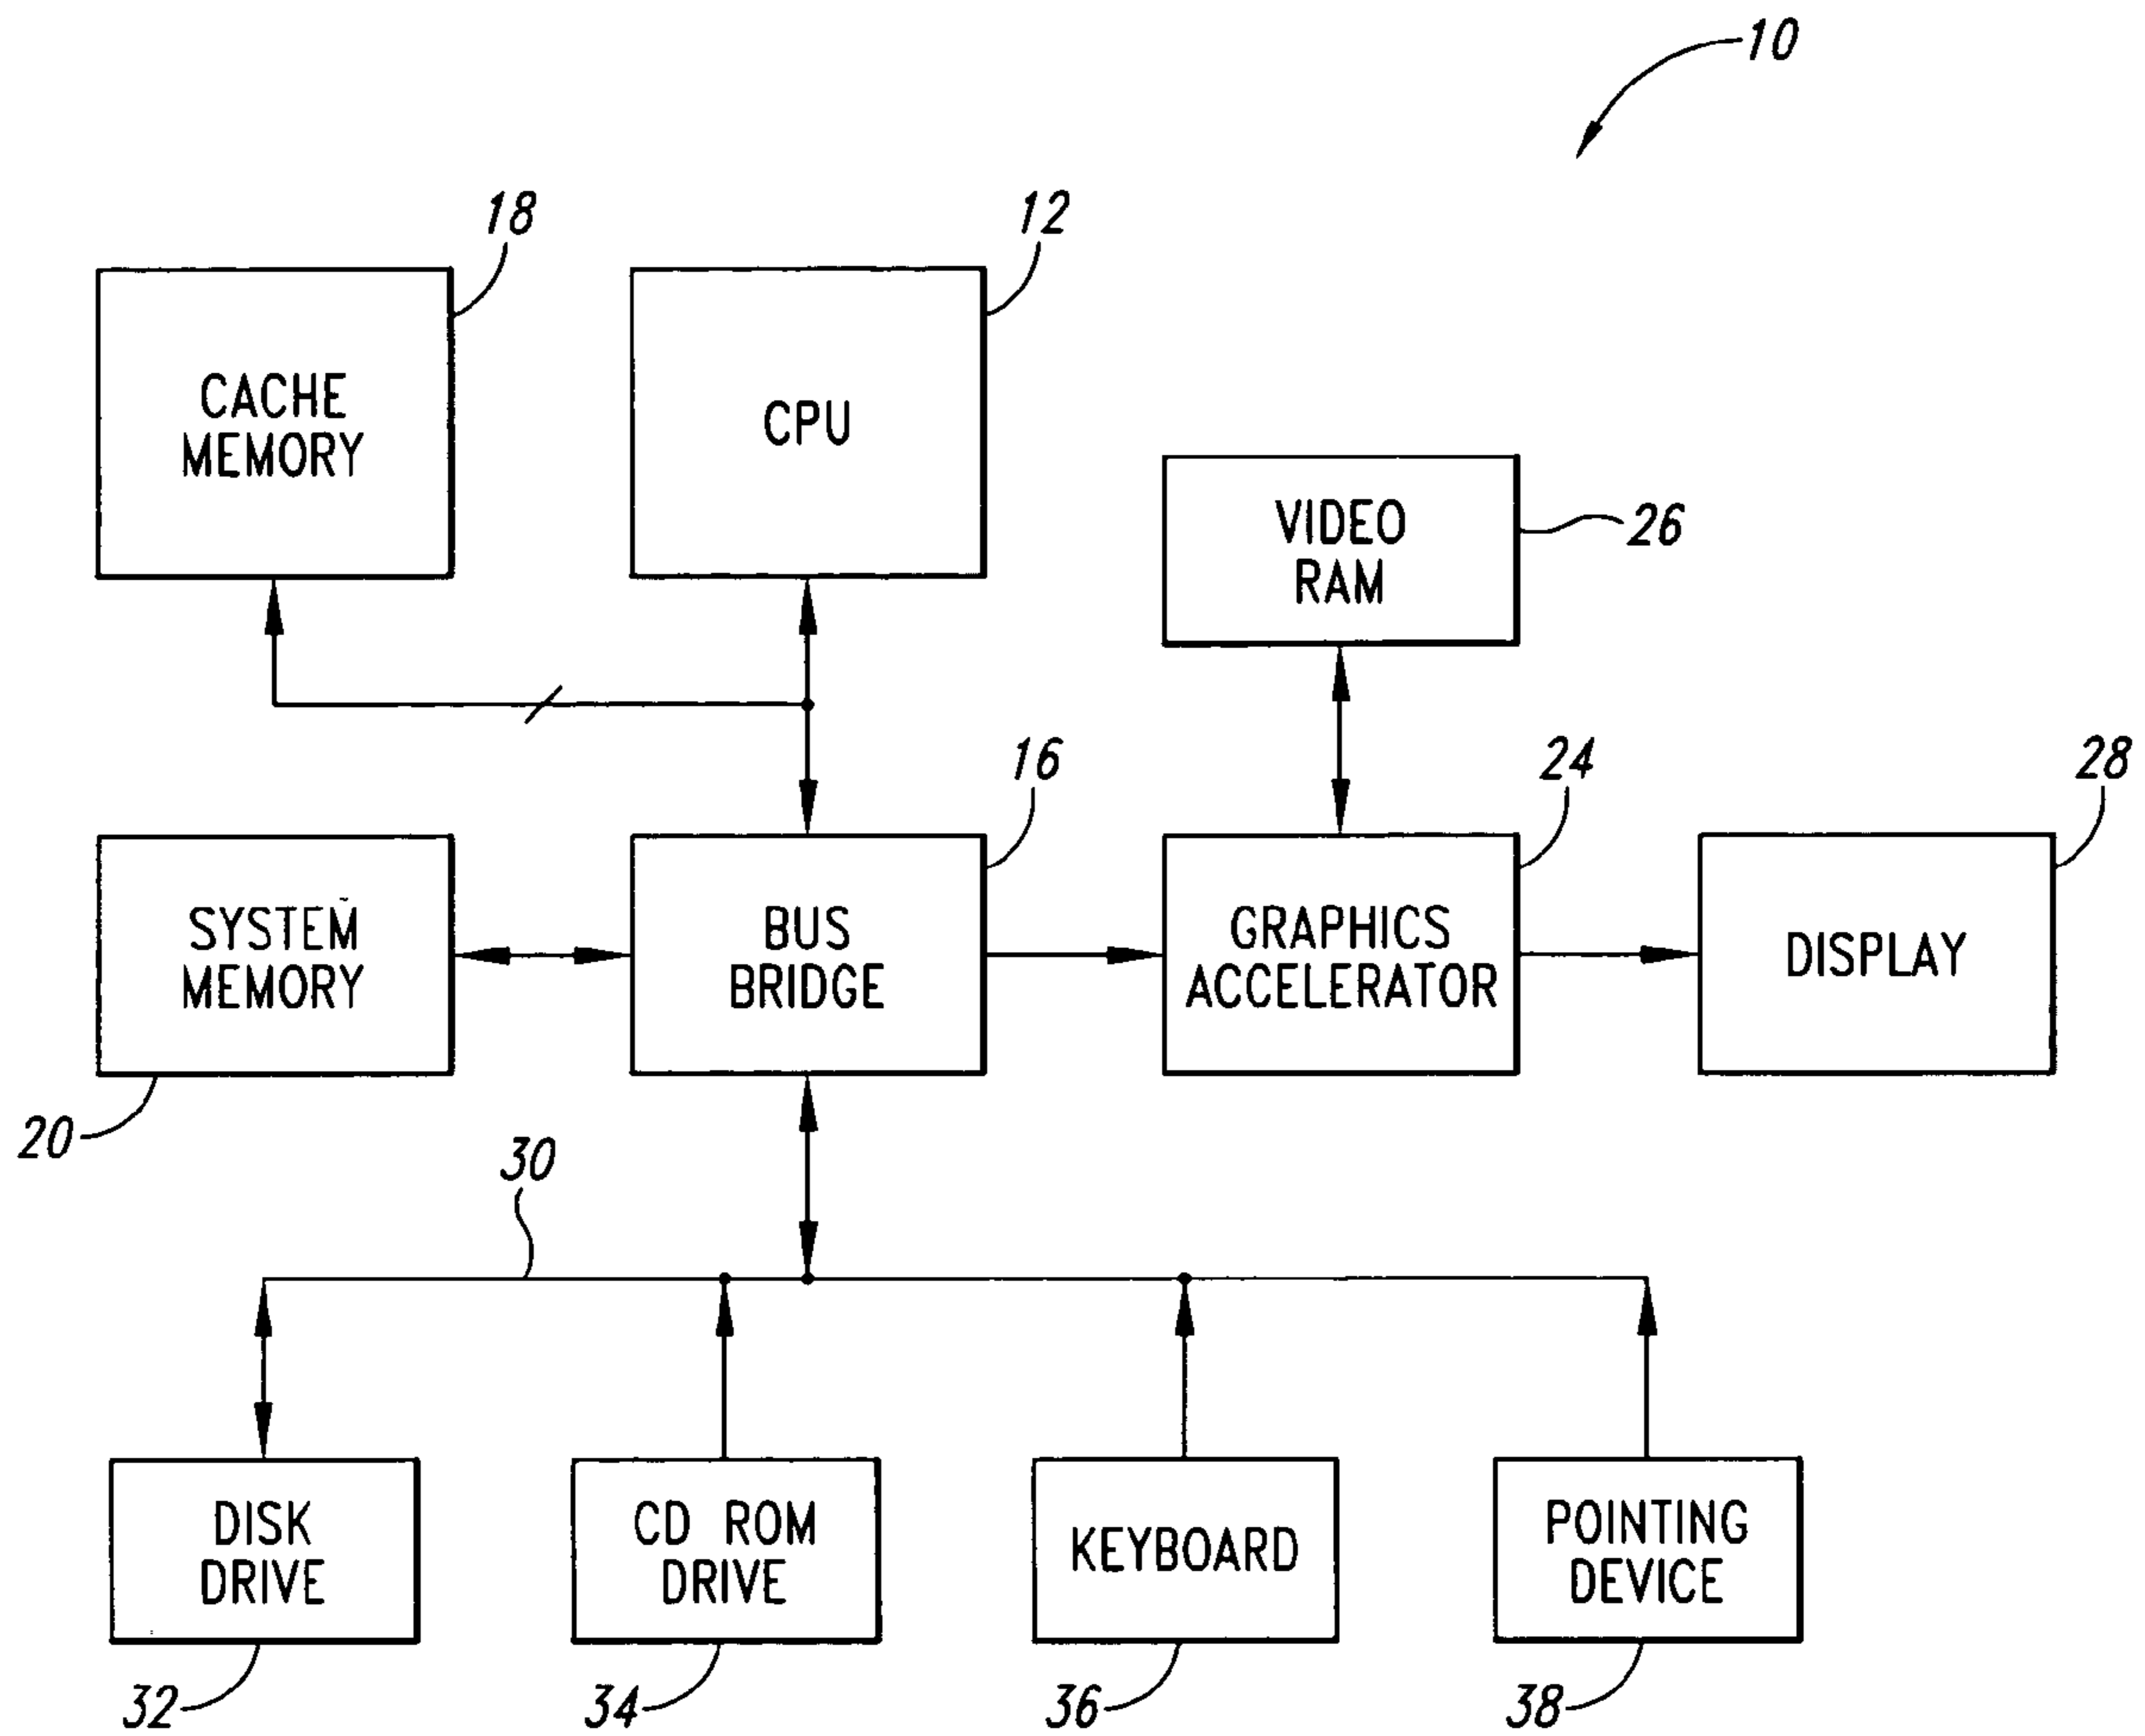 10
18
12
CACHE
MEMORY
CPU
VIDEO
RAM
26
16
24
28
SYSTEM
MEMORY
BUS
BRIDGE
GRAPHICS
ACCELERATOR
DISPLAY
20
30
DISK
DRIVE
CD ROM
DRIVE
KEYBOARD
POINTING
DEVICE
32
34
36
38